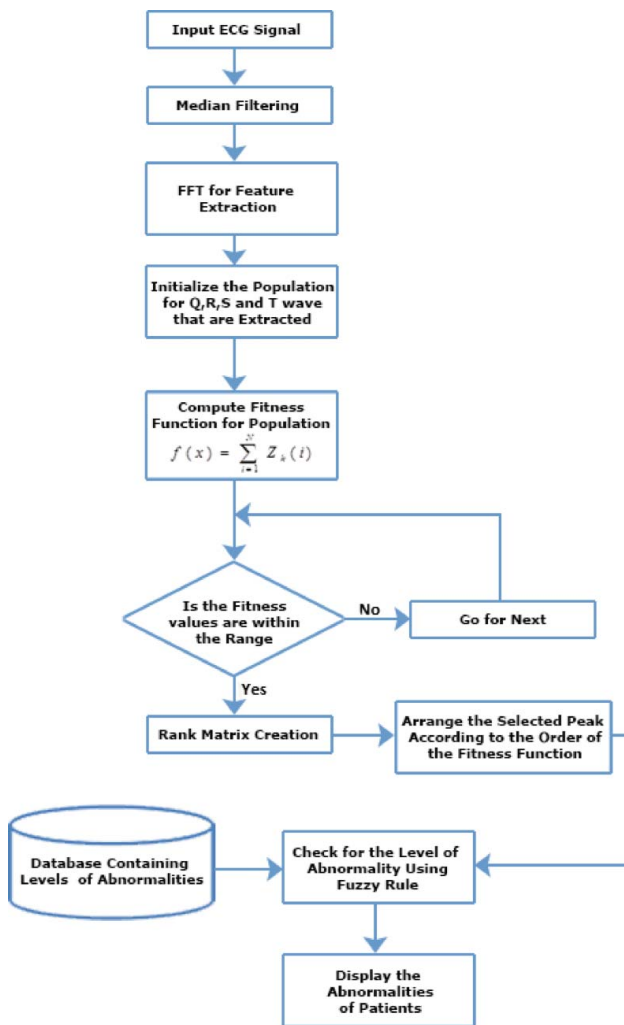 Input ECG Signal
Median Filtering
FFT for Feature
Extraction
Initialize the Population
for Q,R,S and T wave
that are Extracted
Compute Fitness
Function for Population
f (x) = ∑_{i=1}^{N} Z_k (i)
Is the Fitness
values are within
the Range
No
Go for Next
Yes
Rank Matrix Creation
Arrange the Selected Peak
According to the Order of
the Fitness Function
Database Containing
Levels of Abnormalities
Check for the Level of
Abnormality Using
Fuzzy Rule
Display the
Abnormalities
of Patients